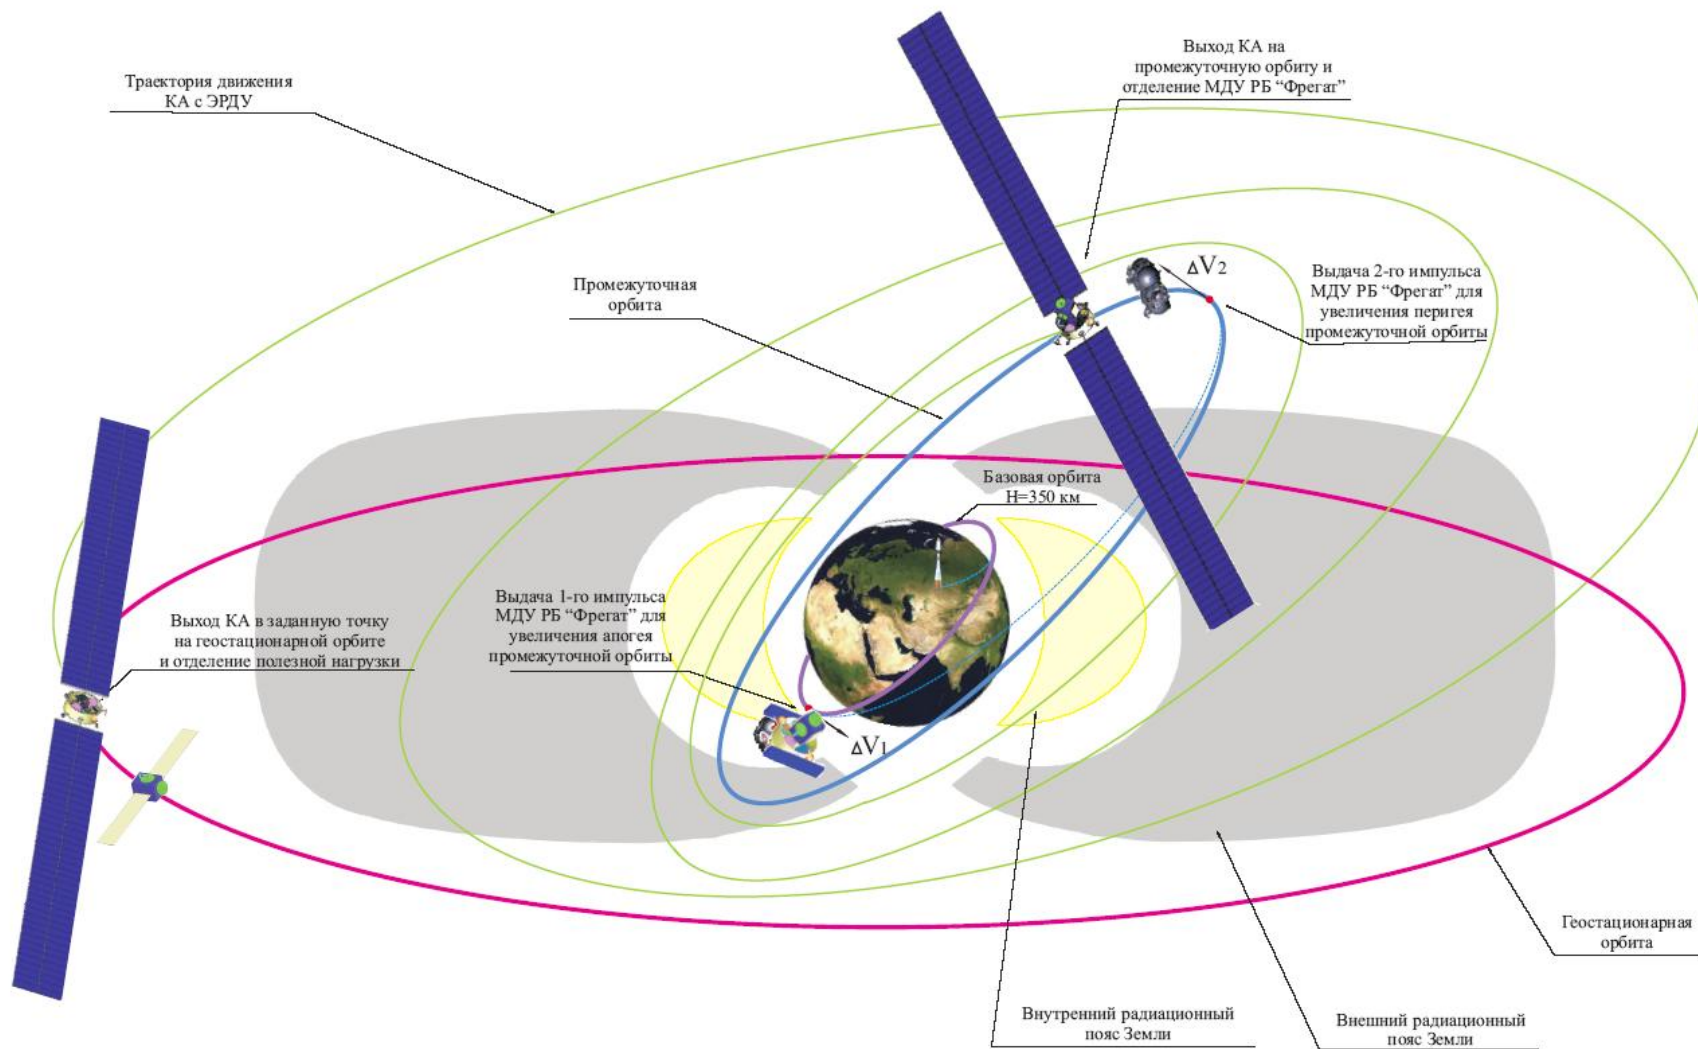 Выход КА на
промежуточную орбиту и
отделение МДУ РБ “Фрегат”
Траектория движения
КА с ЭРДУ
ΔV2
Выдача 2-го импульса
МДУ РБ “Фрегат” для
увеличения перигея
промежуточной орбиты
Промежуточная
орбита
Базовая орбита
Н=350 км
Выдача 1-го импульса
МДУ РБ “Фрегат” для
увеличения апогея
промежуточной орбиты
Выход КА в заданную точку
на геостационарной орбите
и отделение полезной нагрузки
ΔV1
Геостационарная
орбита
Внутренний радиационный
пояс Земли
Внешний радиационный
пояс Земли